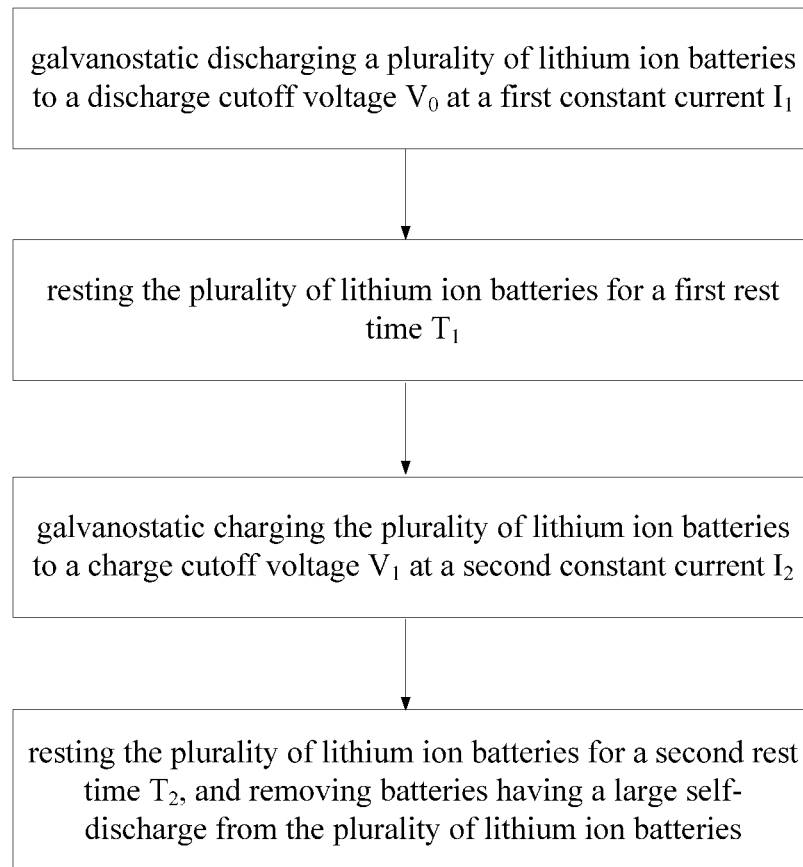 galvanostatic discharging a plurality of lithium ion batteries
to a discharge cutoff voltage V₀ at a first constant current I₁
resting the plurality of lithium ion batteries for a first rest
time T₁
galvanostatic charging the plurality of lithium ion batteries
to a charge cutoff voltage V₁ at a second constant current I₂
resting the plurality of lithium ion batteries for a second rest
time T₂, and removing batteries having a large self-
discharge from the plurality of lithium ion batteries